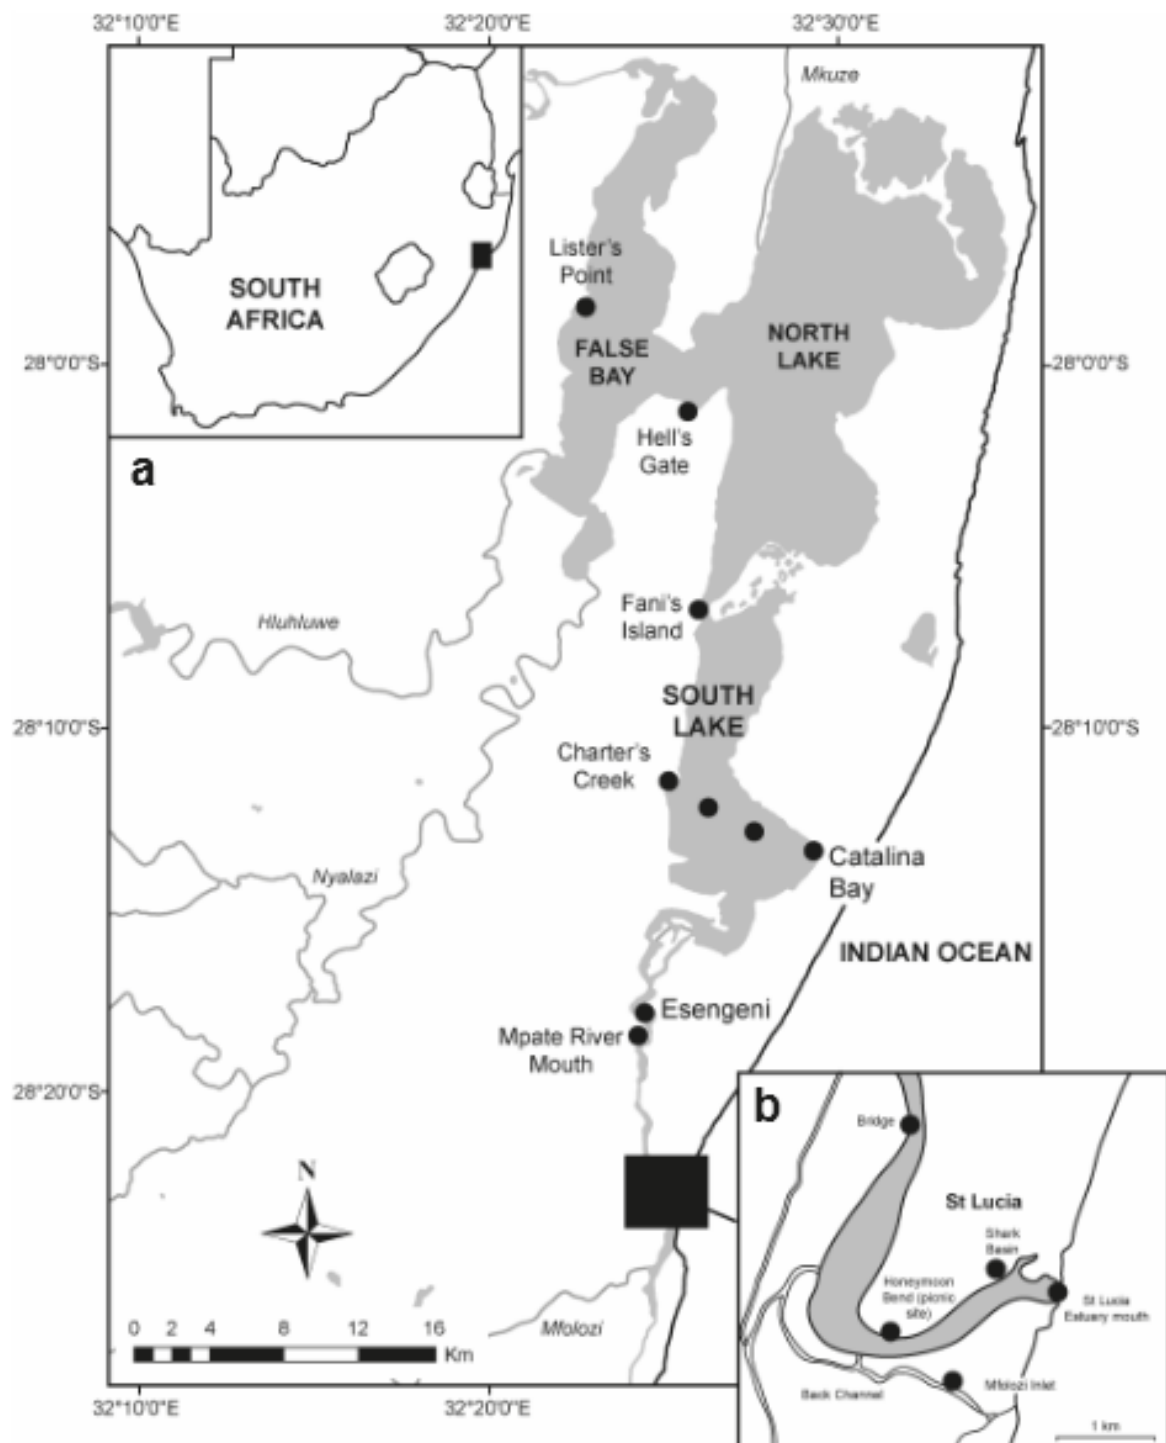 32°10'0"E
32°20'0"E
32°30'0"E
Mkuze
Lister's
Point
SOUTH
AFRICA
NORTH
LAKE
FALSE
BAY
28°0'0"S
28°0'0"S
Hell's
Gate
a
Fani's
Island
Hluhluwe
SOUTH
LAKE
28°10'0"S
28°10'0"S
Charter's
Creek
Catalina
Bay
Nyalazi
INDIAN OCEAN
Esengeni
Mpate River
Mouth
28°20'0"S
b
Bridge
N
St Lucia
Shark
Basin
Honeymoon
Bend (picnic
site)
St Lucia
Estuary mouth
0 2 4 8 12 16
Km
Mfolozi
Mfolozi Inlet
Back Channel
1 km
32°10'0"E
32°20'0"E